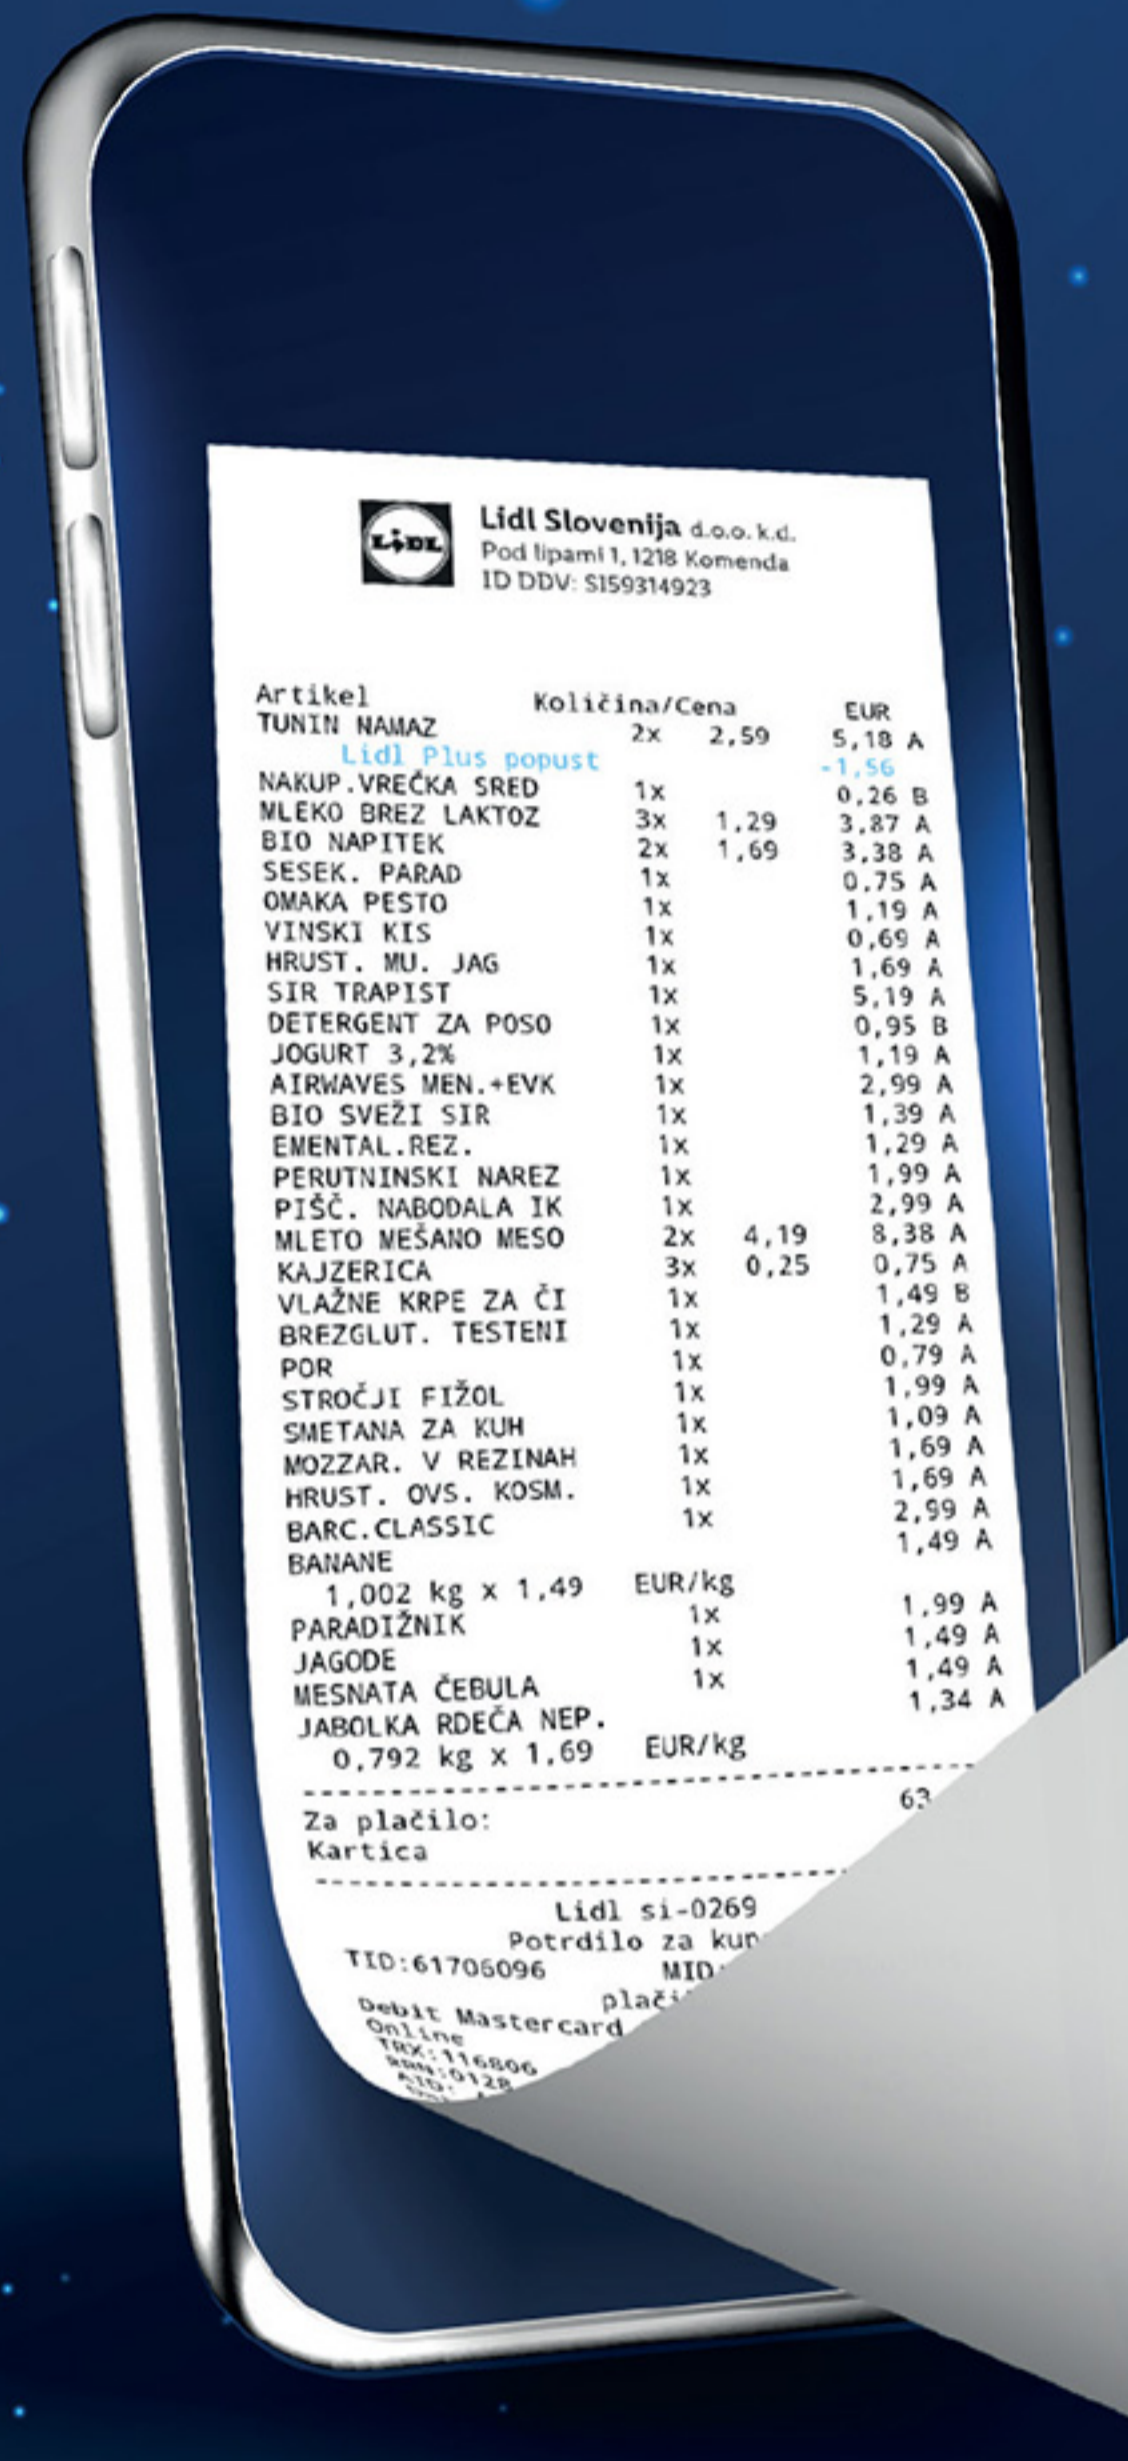 LIDL
Lidl Slovenija d.o.o. k.d.
Pod lipami 1, 1218 Komenda
ID DDV: SI59314923
Artikel Količina/Cena EUR
TUNIN NAMAZ 2x 2,59 5,18 A
Lidl Plus popust -1,56
NAKUP.VREČKA SRED 1x 0,26 B
MLEKO BREZ LAKTOZ 3x 1,29 3,87 A
BIO NAPITEK 2x 1,69 3,38 A
SESEK. PARAD 1x 0,75 A
OMAKA PESTO 1x 1,19 A
VINSKI KIS 1x 0,69 A
HRUST. MU. JAG 1x 1,69 A
SIR TRAPIST 1x 5,19 A
DETERGENT ZA POSO 1x 0,95 B
JOGURT 3,2% 1x 1,19 A
AIRWAVES MEN.+EVK 1x 2,99 A
BIO SVEŽI SIR 1x 1,39 A
EMENTAL.REZ. 1x 1,29 A
PERUTNINSKI NAREZ 1x 1,99 A
PIŠČ. NABODALA IK 1x 2,99 A
MLETO MEŠANO MESO 2x 4,19 8,38 A
KAJZERICA 3x 0,25 0,75 A
VLAŽNE KRPE ZA ČI 1x 1,49 B
BREZGLUT. TESTENI 1x 1,29 A
POR 1x 0,79 A
STROČJI FIŽOL 1x 1,99 A
SMETANA ZA KUH 1x 1,09 A
MOZZAR. V REZINAH 1x 1,69 A
HRUST. OVS. KOSM. 1x 1,69 A
BARC.CLASSIC 1x 2,99 A
BANANE 1,49 A
1,002 kg x 1,49 EUR/kg
PARADIŽNIK 1x 1,99 A
JAGODE 1x 1,49 A
MESNATA ČEBULA 1x 1,49 A
JABOLKA RDEČA NEP. 1,34 A
0,792 kg x 1,69 EUR/kg
Za plačilo: 63
Kartica
Lidl si-0269
Potrdilo za
TID:61706096 MID:
Debit Mastercard
Online
TRX:116806
RRN:0128
AID: